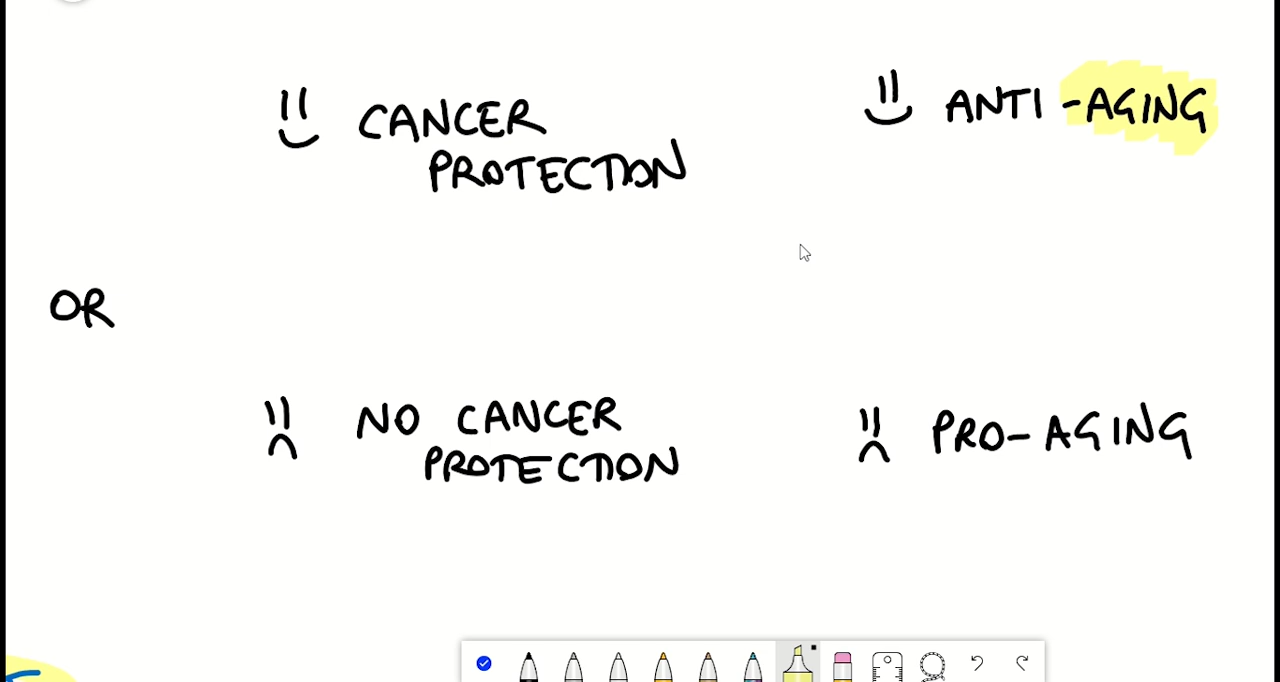 CANCER
PROTECTION
ANTI-AGING
OR
NO CANCER
PROTECTION
PRO-AGING